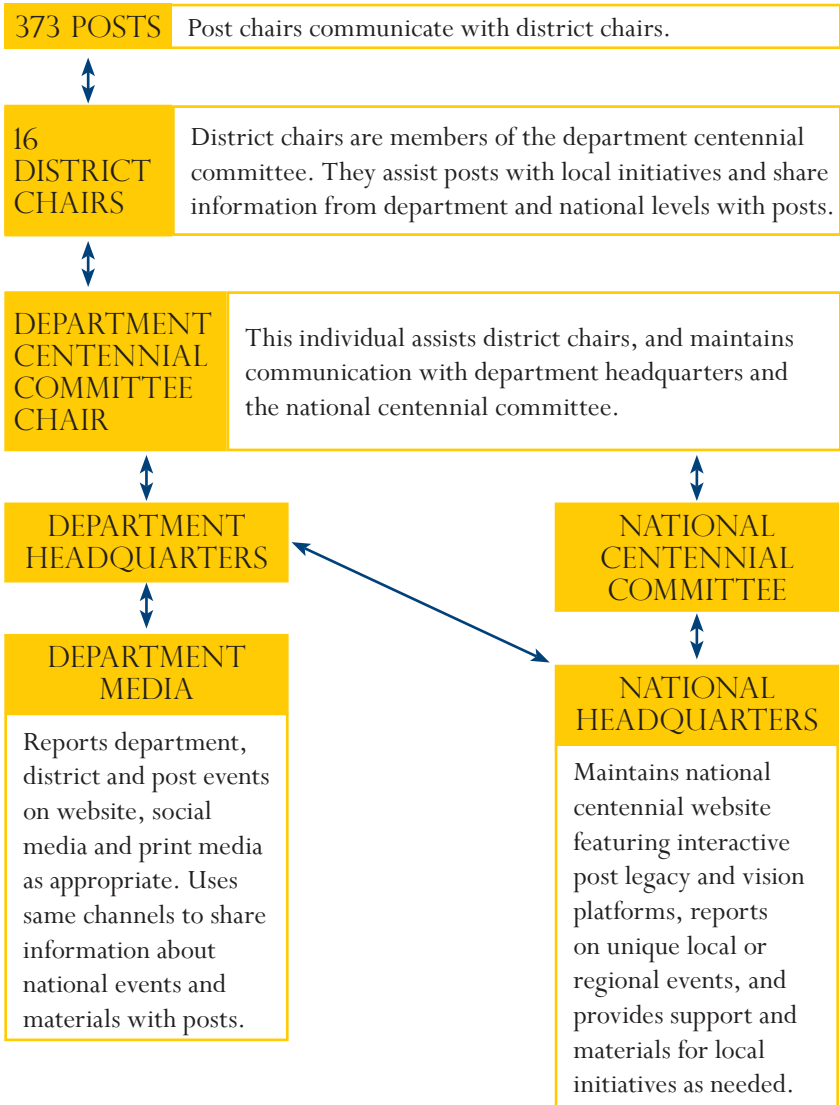 373 POSTS
Post chairs communicate with district chairs.
16
DISTRICT
CHAIRS
District chairs are members of the department centennial
committee. They assist posts with local initiatives and share
information from department and national levels with posts.
DEPARTMENT
CENTENNIAL
COMMITTEE
CHAIR
This individual assists district chairs, and maintains
communication with department headquarters and
the national centennial committee.
DEPARTMENT
HEADQUARTERS
NATIONAL
CENTENNIAL
COMMITTEE
DEPARTMENT
MEDIA
Reports department,
district and post events
on website, social
media and print media
as appropriate. Uses
same channels to share
information about
national events and
materials with posts.
NATIONAL
HEADQUARTERS
Maintains national
centennial website
featuring interactive
post legacy and vision
platforms, reports
on unique local or
regional events, and
provides support and
materials for local
initiatives as needed.